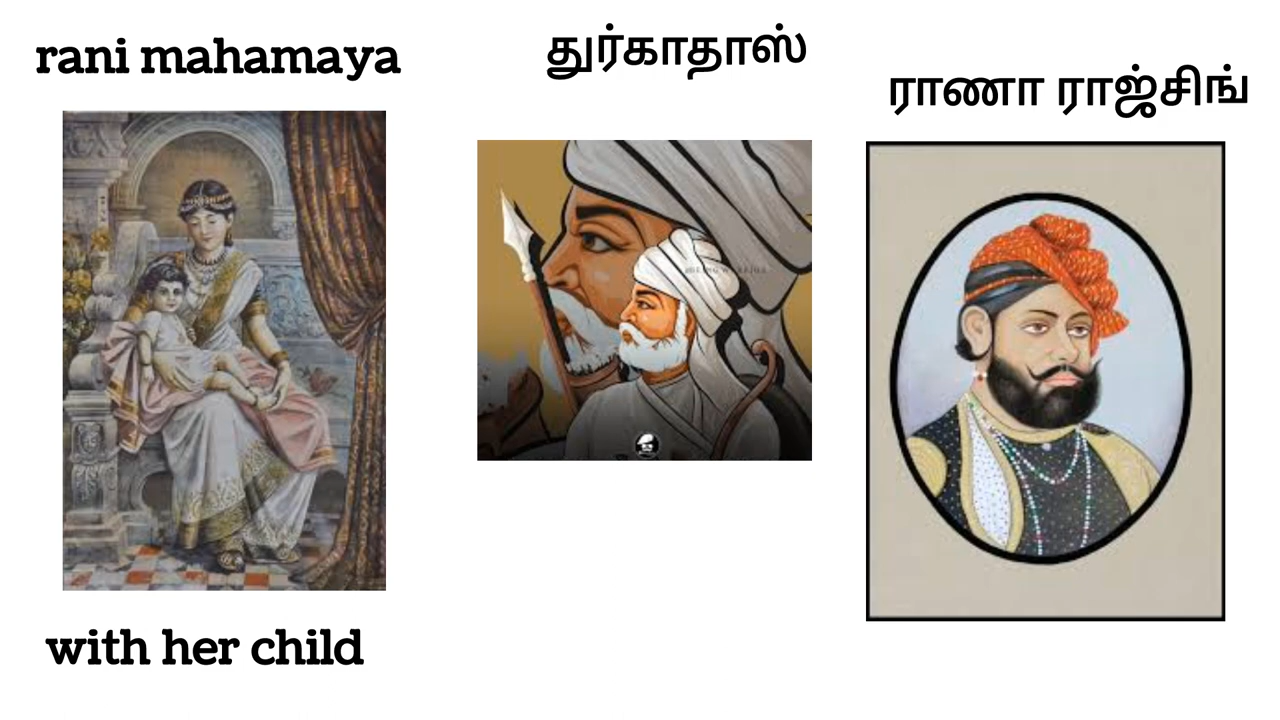 rani mahamaya
துர்காதாஸ்
ராணா ராஜ்சிங்
with her child